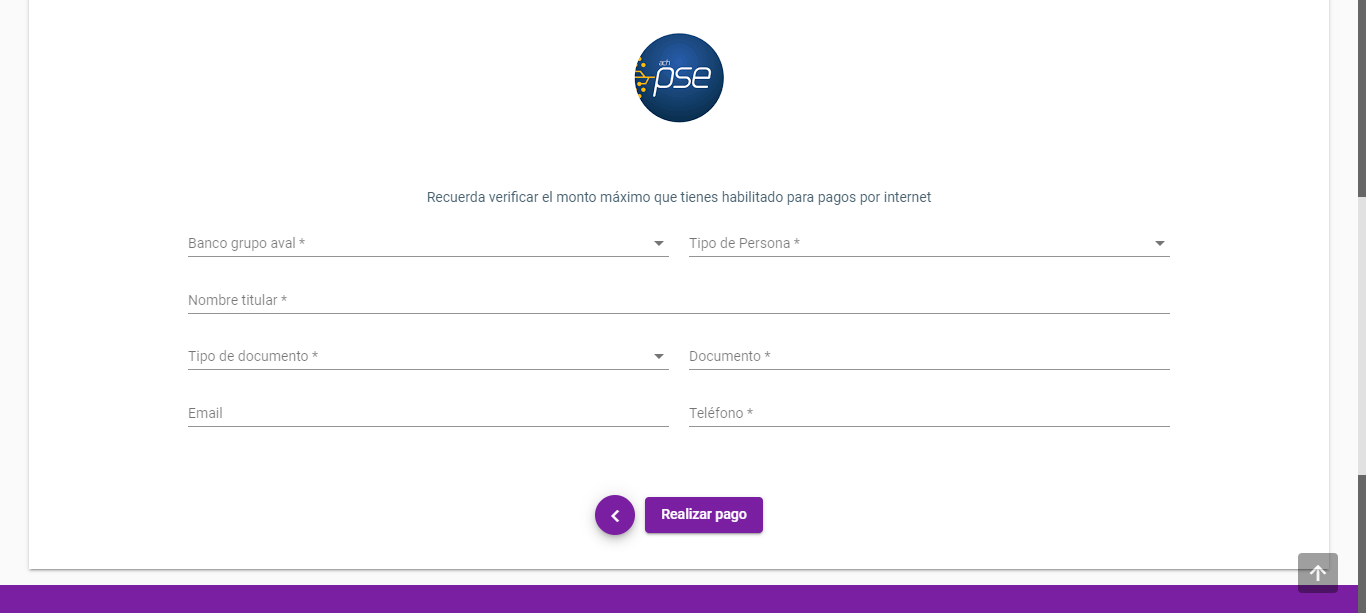 ach
pse
Recuerda verificar el monto máximo que tienes habilitado para pagos por internet
Banco grupo aval *
Tipo de Persona *
Nombre titular *
Tipo de documento *
Documento *
Email
Teléfono *
Realizar pago